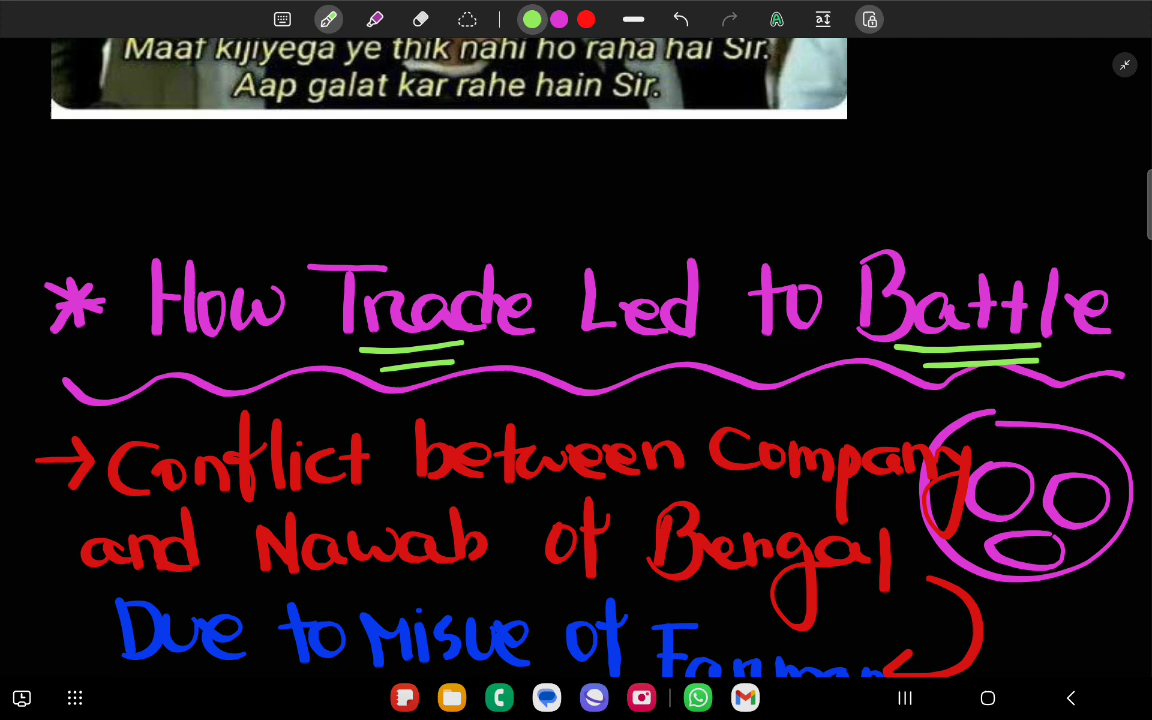 Maaf kijiyega ye thik nahi ho raha hai Sir.
Aap galat kar rahe hain Sir.
* How Trade Led to Battle
→ Conflict between Company
and Nawab of Bengal
Due to Misue of Farman